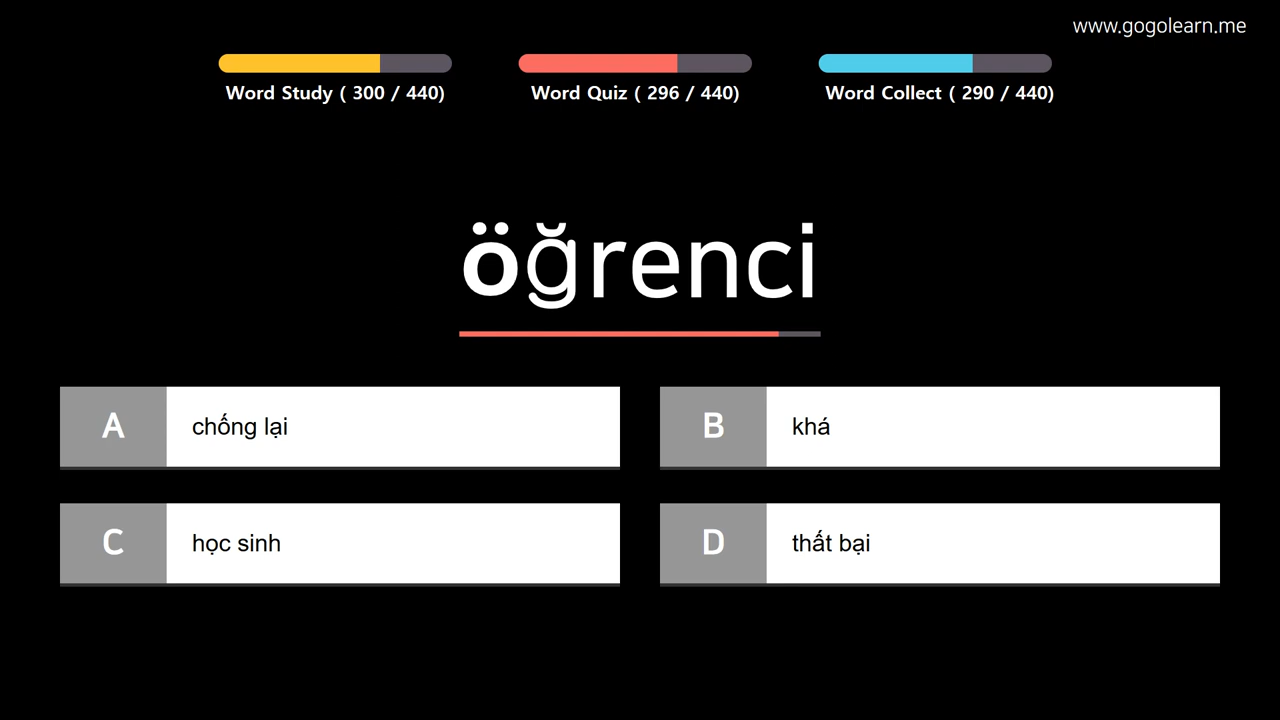 www.gogolearn.me
Word Study ( 300 / 440)
Word Quiz ( 296 / 440)
Word Collect ( 290 / 440)
öğrenci
A chống lại
B khá
C học sinh
D thất bại